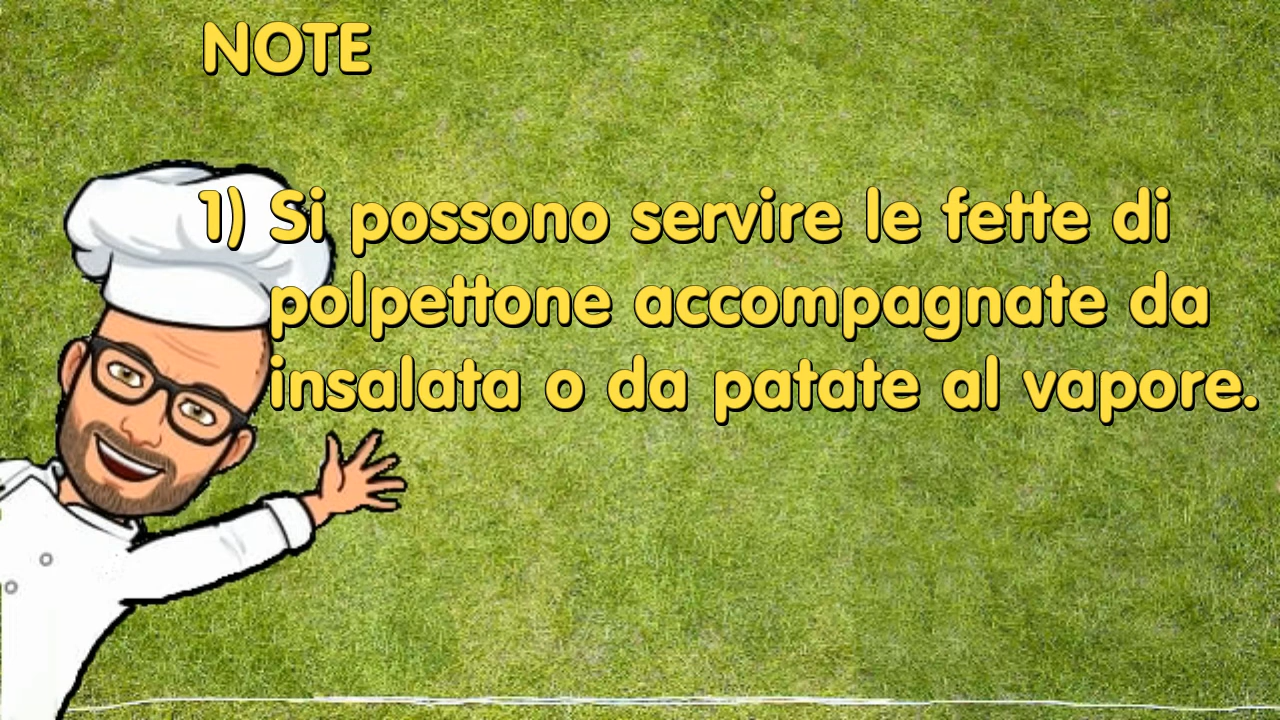 NOTE
1) Si possono servire le fette di
polpettone accompagnate da
insalata o da patate al vapore.